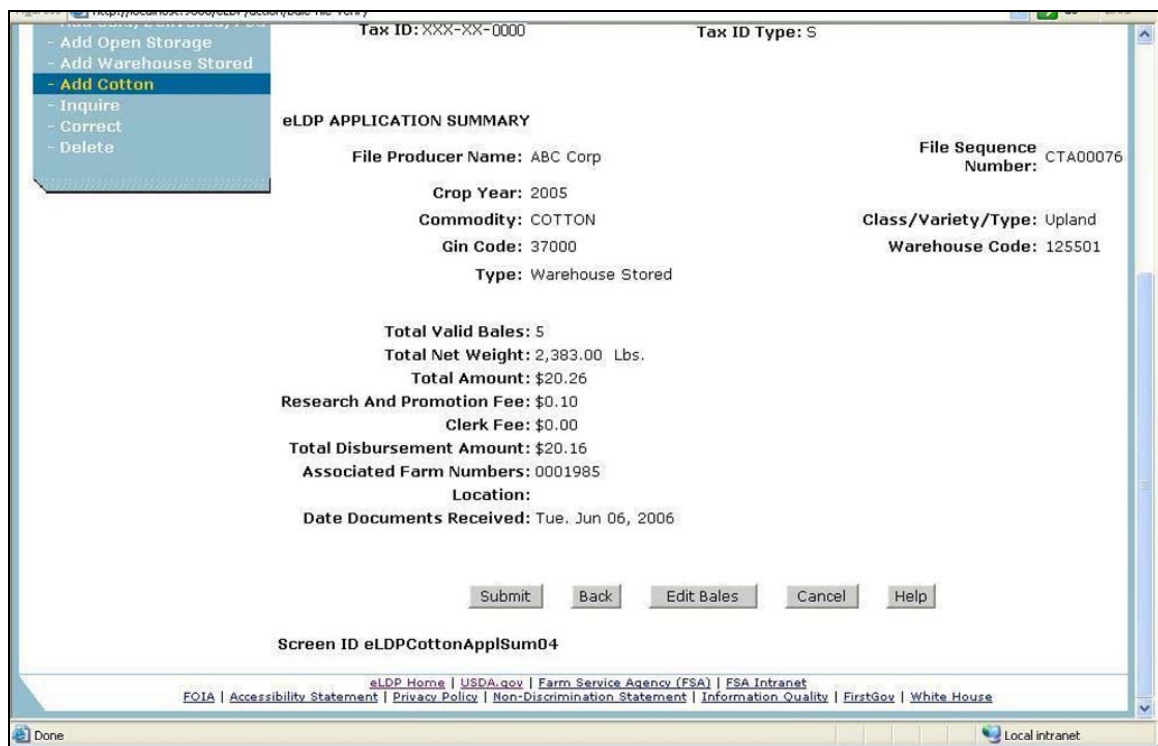 Tax ID: XXX-XX-0000 Tax ID Type: S
- Add Open Storage
- Add Warehouse Stored
- Add Cotton
- Inquire
- Correct
- Delete
eLDP APPLICATION SUMMARY
File Producer Name: ABC Corp File Sequence Number: CTA00076
Crop Year: 2005
Commodity: COTTON Class/Variety/Type: Upland
Gin Code: 37000 Warehouse Code: 125501
Type: Warehouse Stored
Total Valid Bales: 5
Total Net Weight: 2,383.00 Lbs.
Total Amount: $20.26
Research And Promotion Fee: $0.10
Clerk Fee: $0.00
Total Disbursement Amount: $20.16
Associated Farm Numbers: 0001985
Location:
Date Documents Received: Tue. Jun 06, 2006
Submit Back Edit Bales Cancel Help
Screen ID eLDPCottonApplSum04
eLDP Home | USDA.gov | Farm Service Agency (FSA) | FSA Intranet
FOIA | Accessibility Statement | Privacy Policy | Non-Discrimination Statement | Information Quality | FirstGov | White House
Done Local intranet